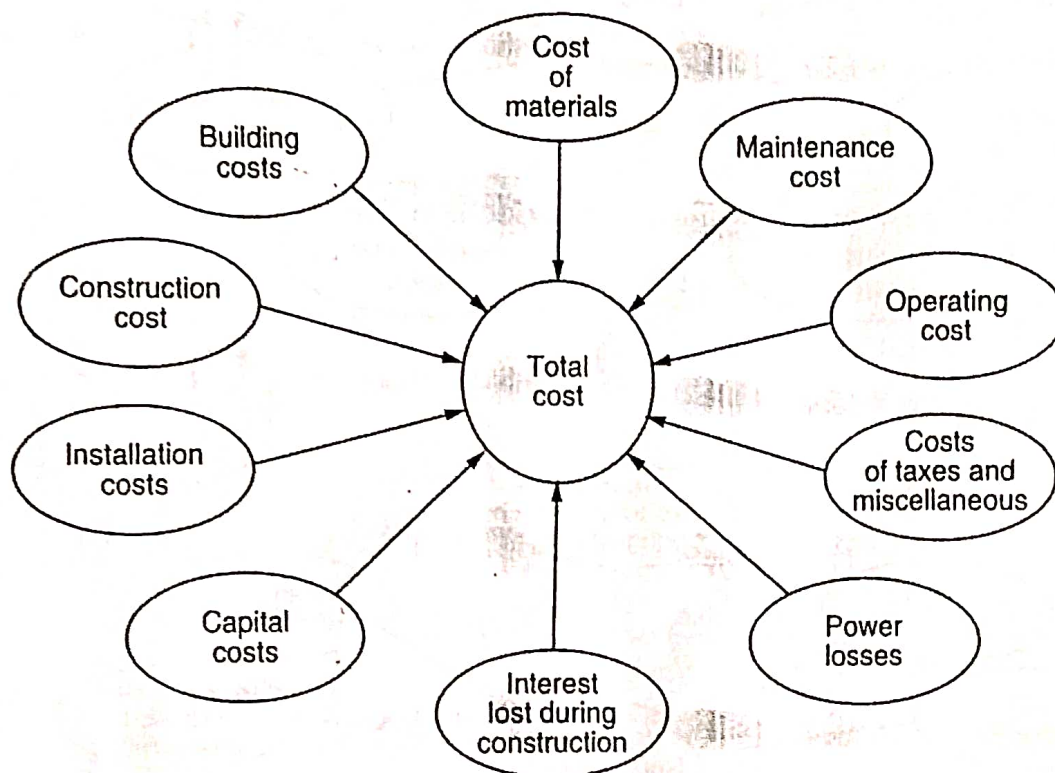 Cost
of
materials
Building
costs
Maintenance
cost
Construction
cost
Operating
cost
Total
cost
Installation
costs
Costs
of taxes and
miscellaneous
Capital
costs
Power
losses
Interest
lost during
construction